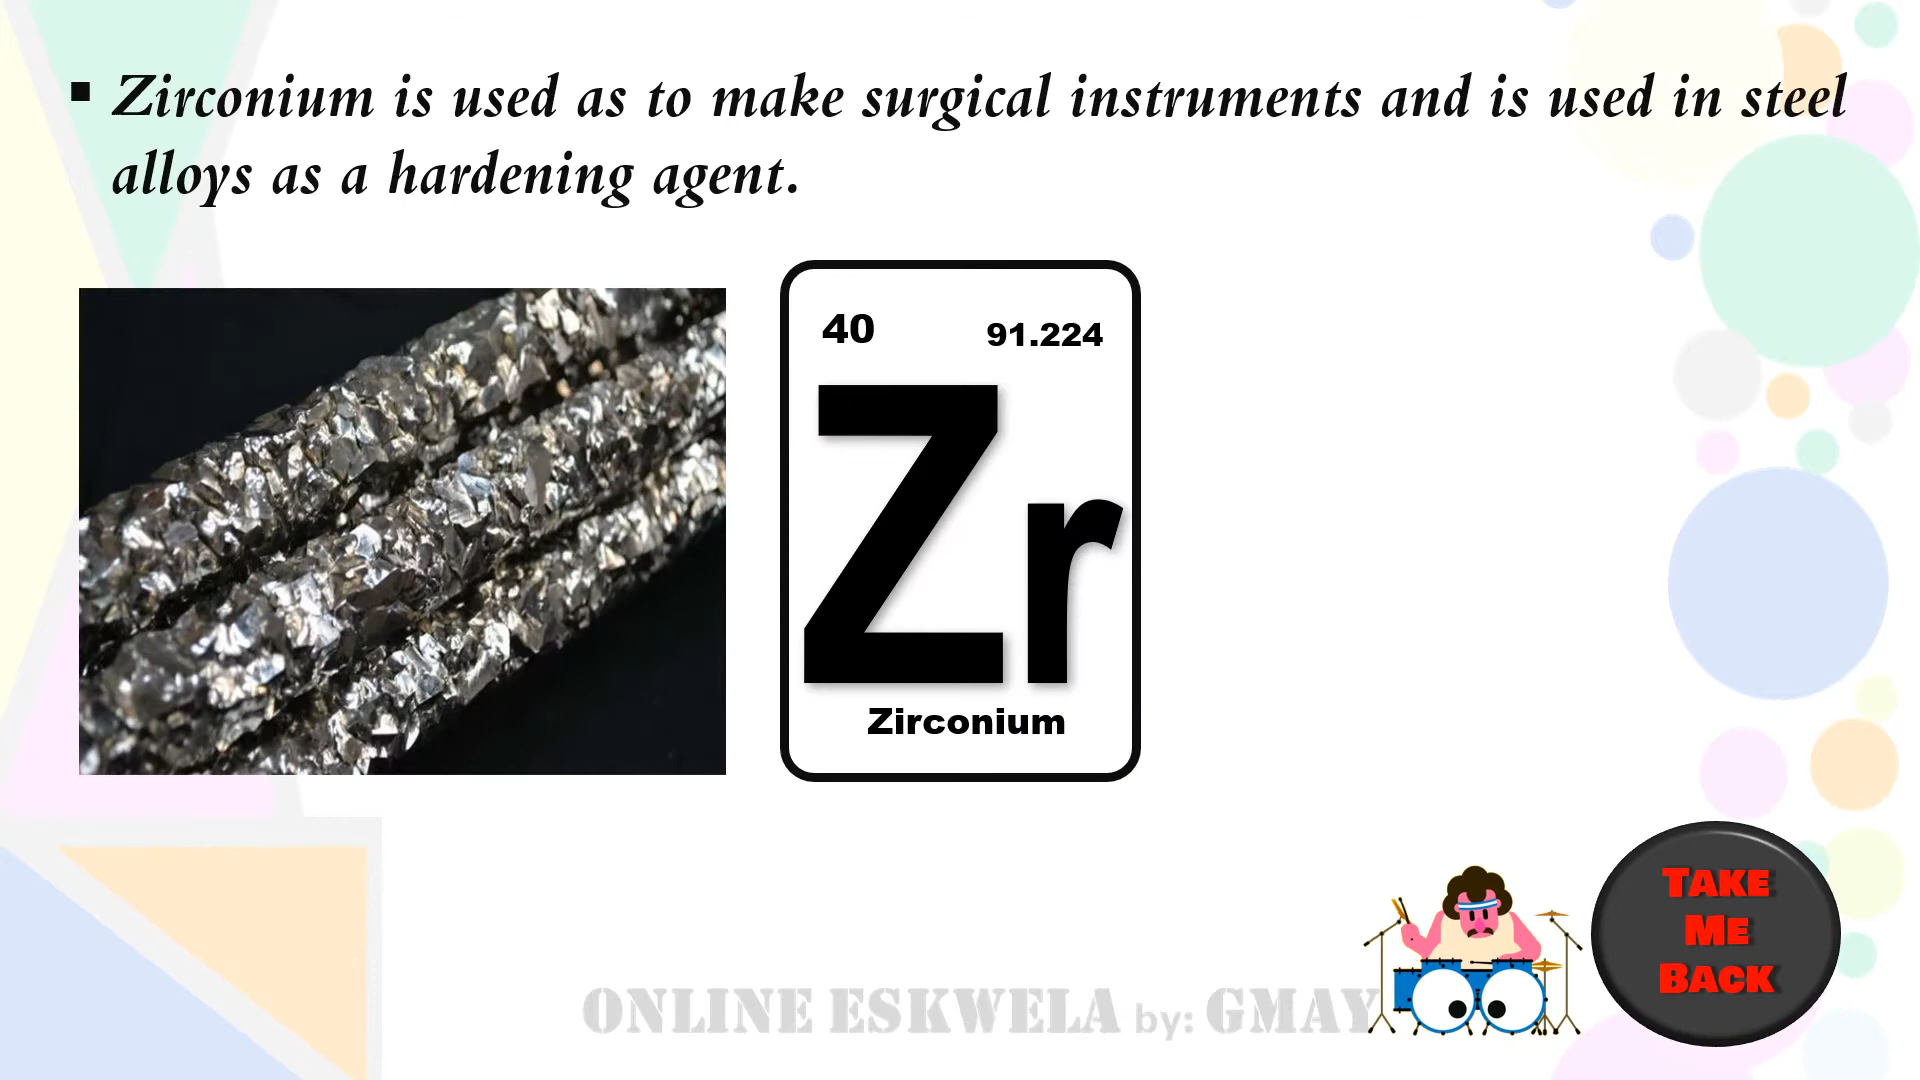 ▪ Zirconium is used as to make surgical instruments and is used in steel
alloys as a hardening agent.
40 91.224
Zr
Zirconium
TAKE
ME
BACK
ONLINE ESKWELA by: GMAY